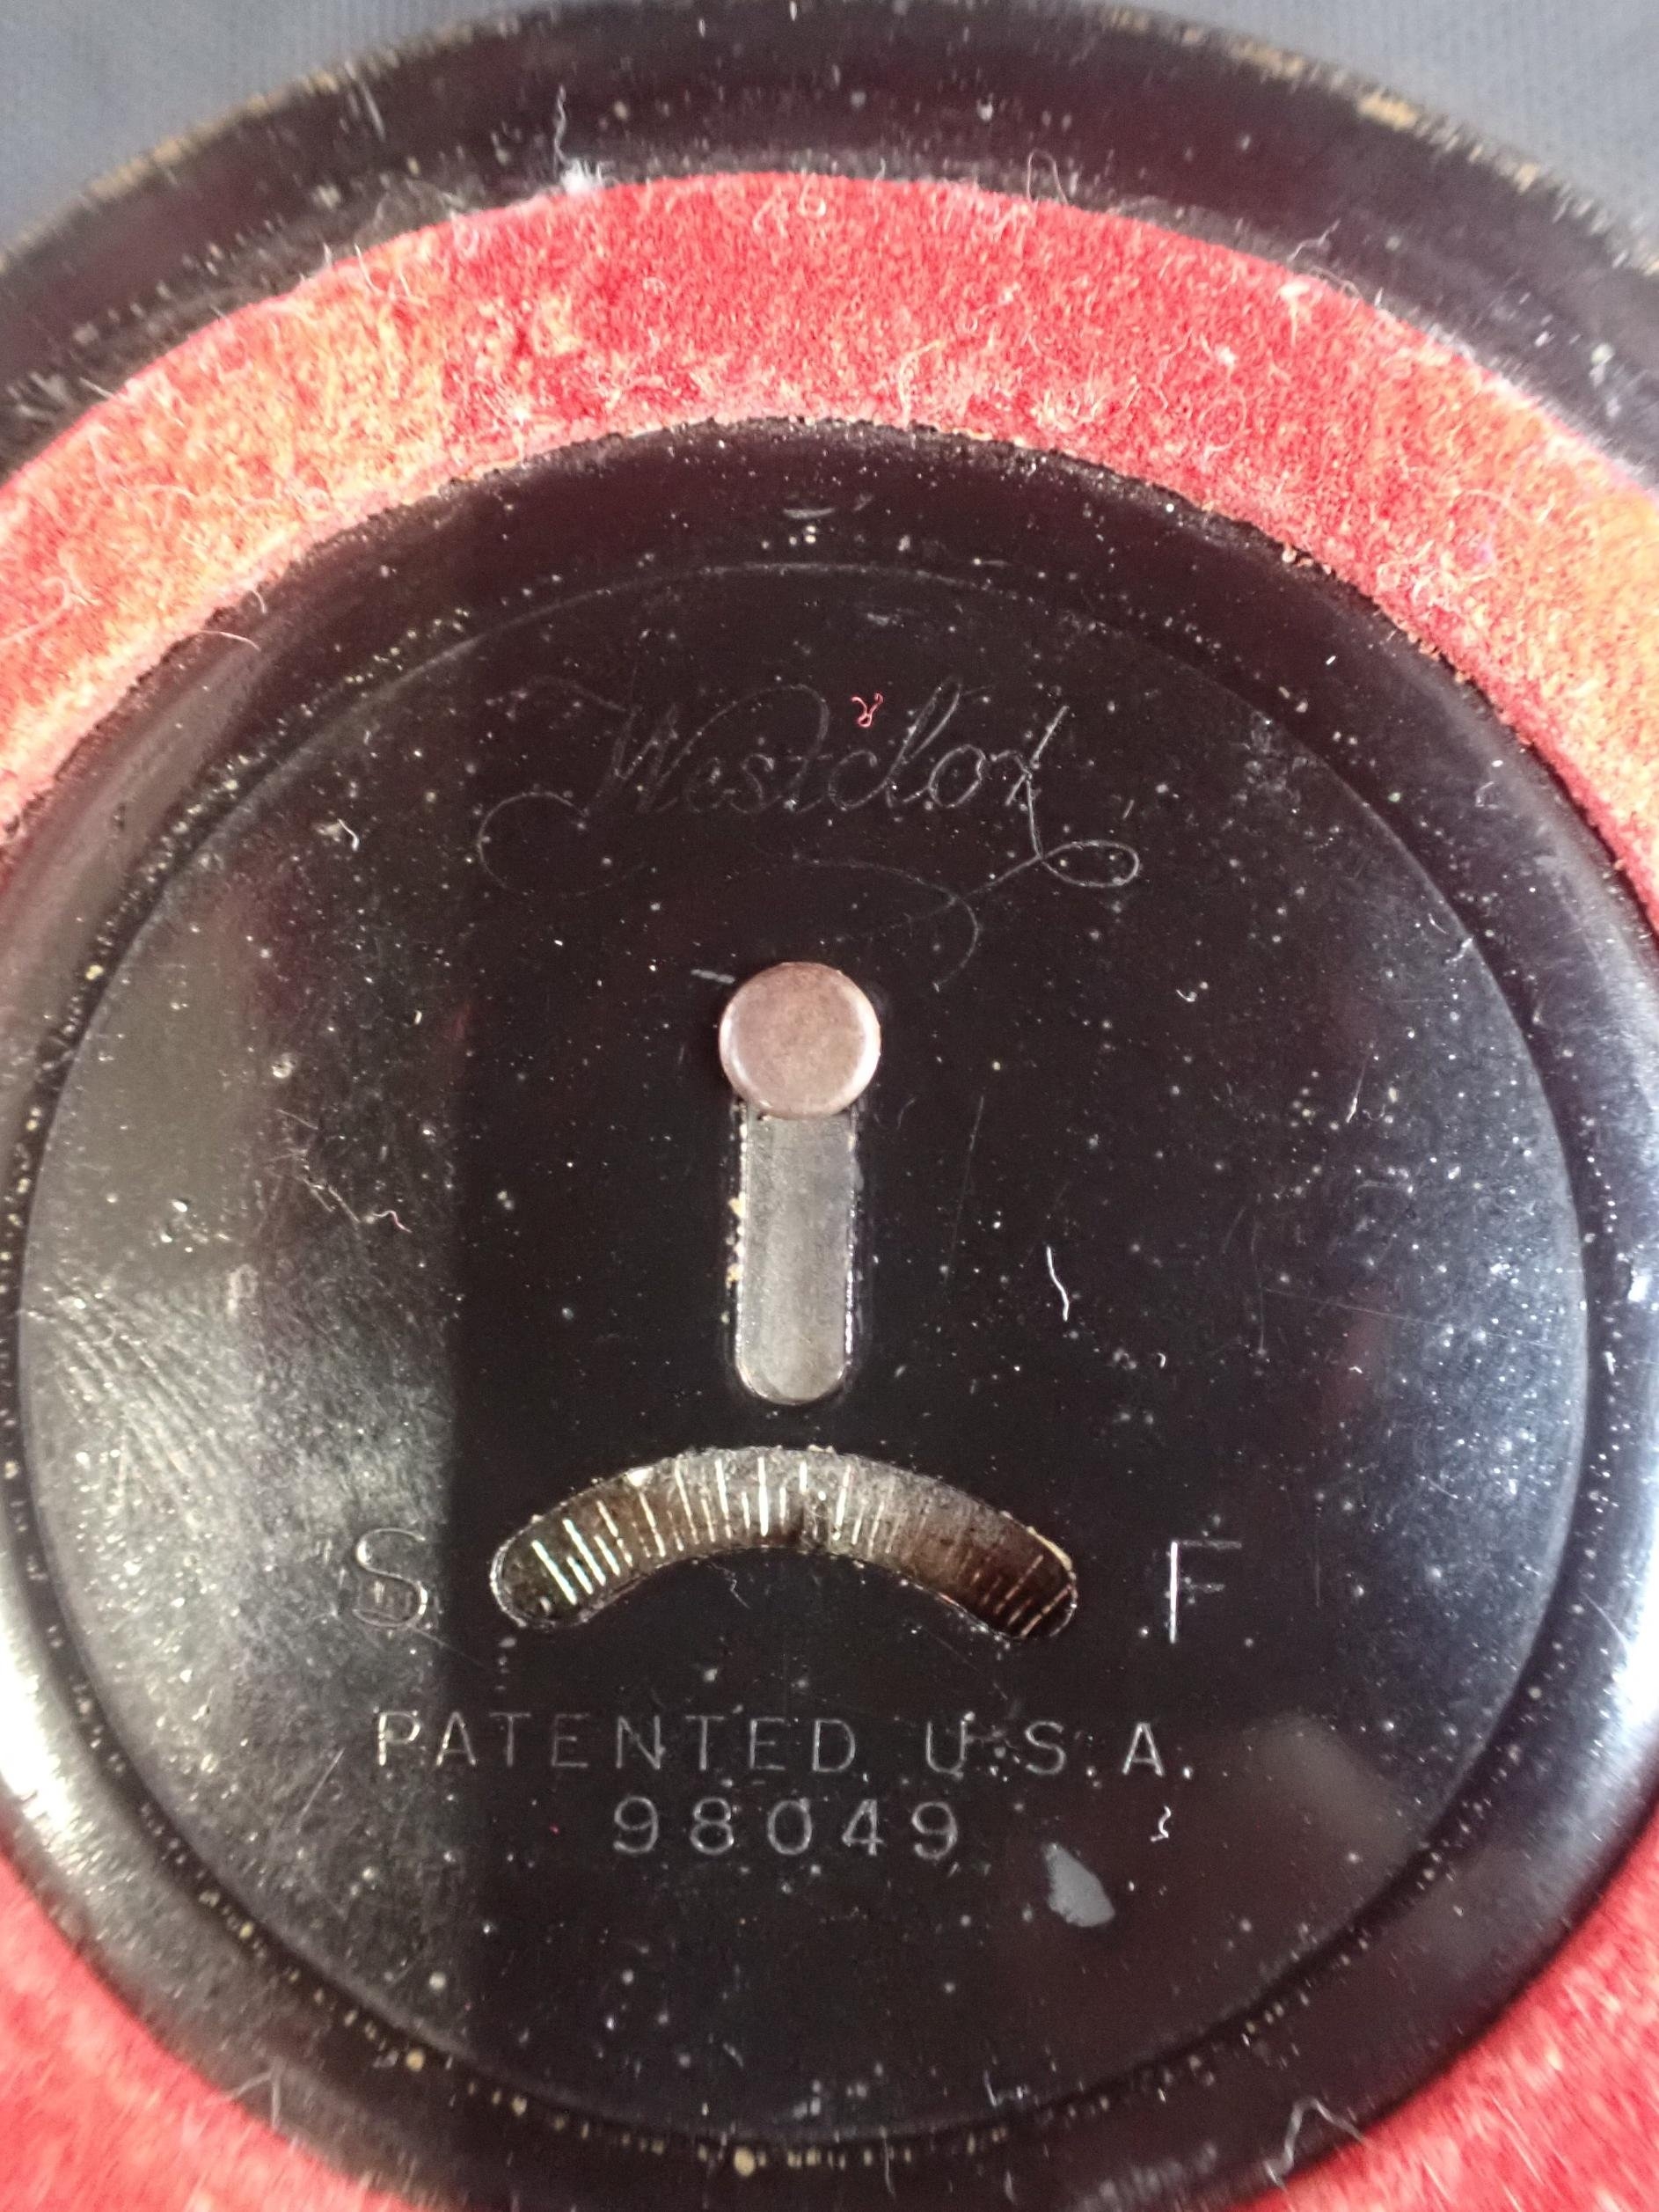 Westclox
S F
PATENTED. U.S.A.
98049